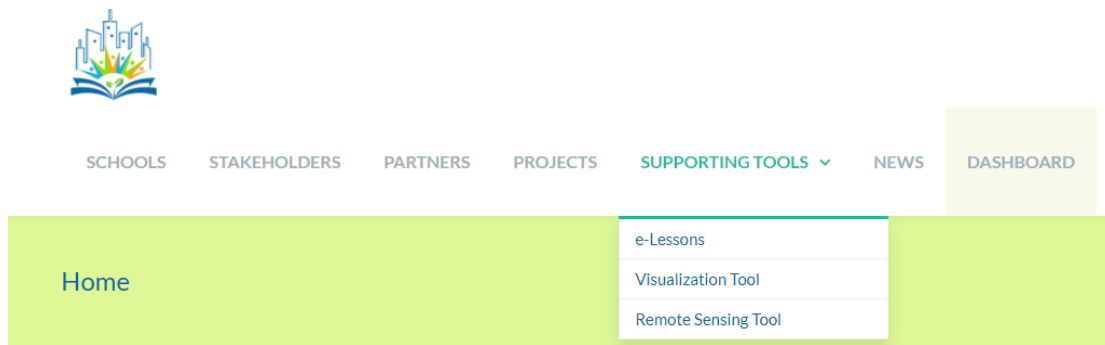 SCHOOLS STAKEHOLDERS PARTNERS PROJECTS SUPPORTING TOOLS NEWS DASHBOARD
e-Lessons
Home
Visualization Tool
Remote Sensing Tool